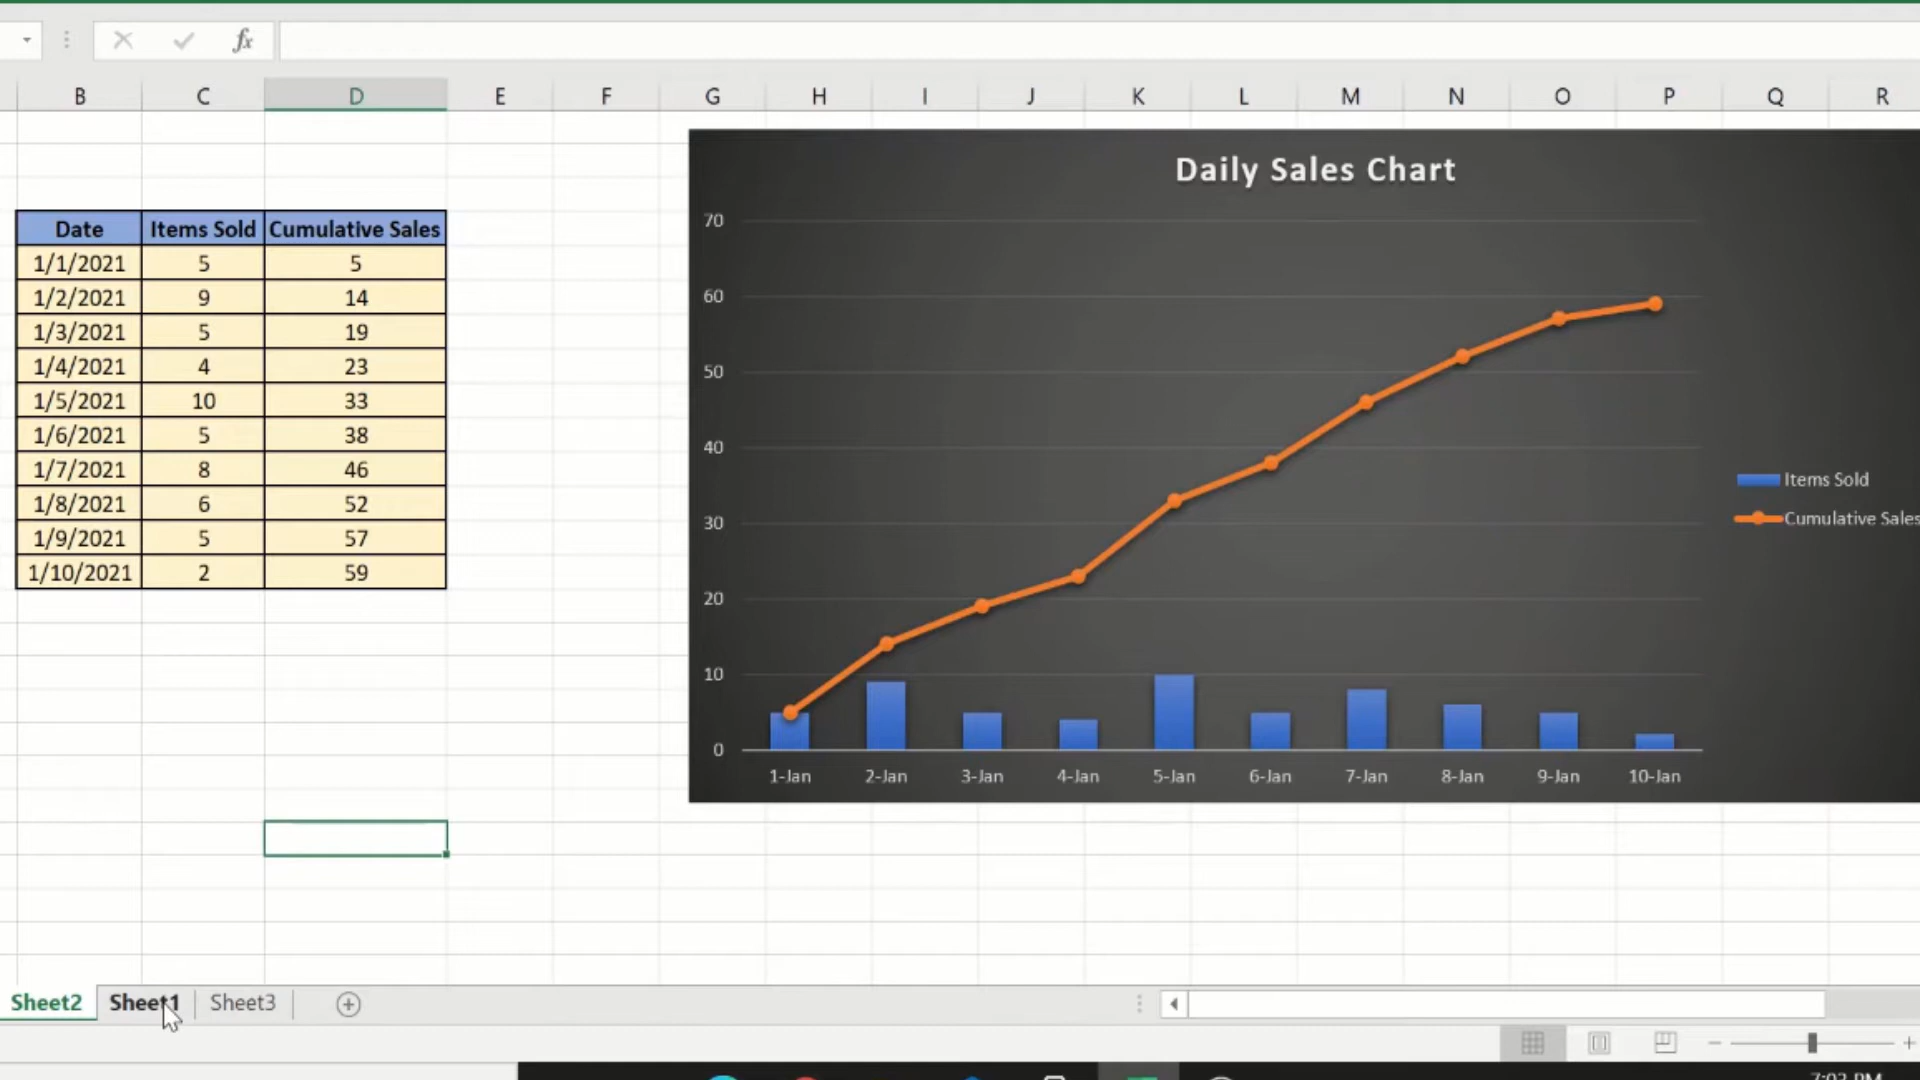 fx
B C D E F G H I J K L M N O P Q R
Daily Sales Chart
Date Items Sold Cumulative Sales
1/1/2021 5 5
1/2/2021 9 14
1/3/2021 5 19
1/4/2021 4 23
1/5/2021 10 33
1/6/2021 5 38
1/7/2021 8 46
1/8/2021 6 52
1/9/2021 5 57
1/10/2021 2 59
70
60
50
40
30
20
10
0
1-Jan 2-Jan 3-Jan 4-Jan 5-Jan 6-Jan 7-Jan 8-Jan 9-Jan 10-Jan
Items Sold
Cumulative Sales
Sheet2 Sheet1 Sheet3
7:02 PM